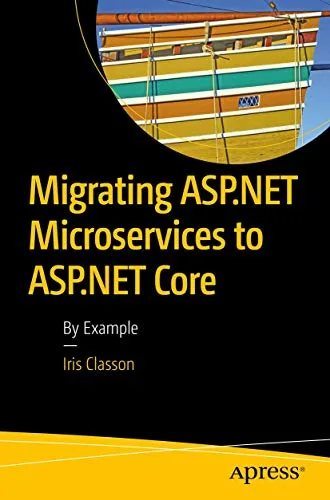 Migrating ASP.NET
Microservices to
ASP.NET Core
By Example
—
Iris Classon
Apress®